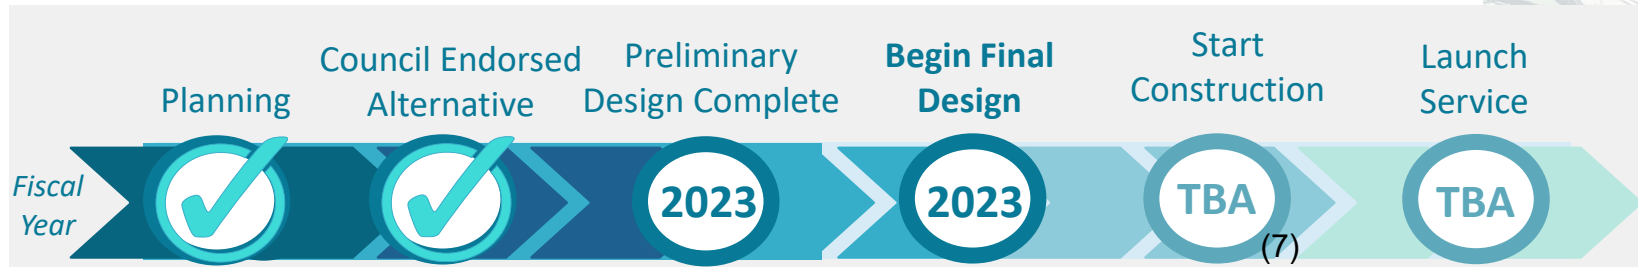 Planning
Council Endorsed
Alternative
Preliminary
Design Complete
Begin Final
Design
Start
Construction
Launch
Service
Fiscal
Year
2023
2023
TBA
TBA
(7)